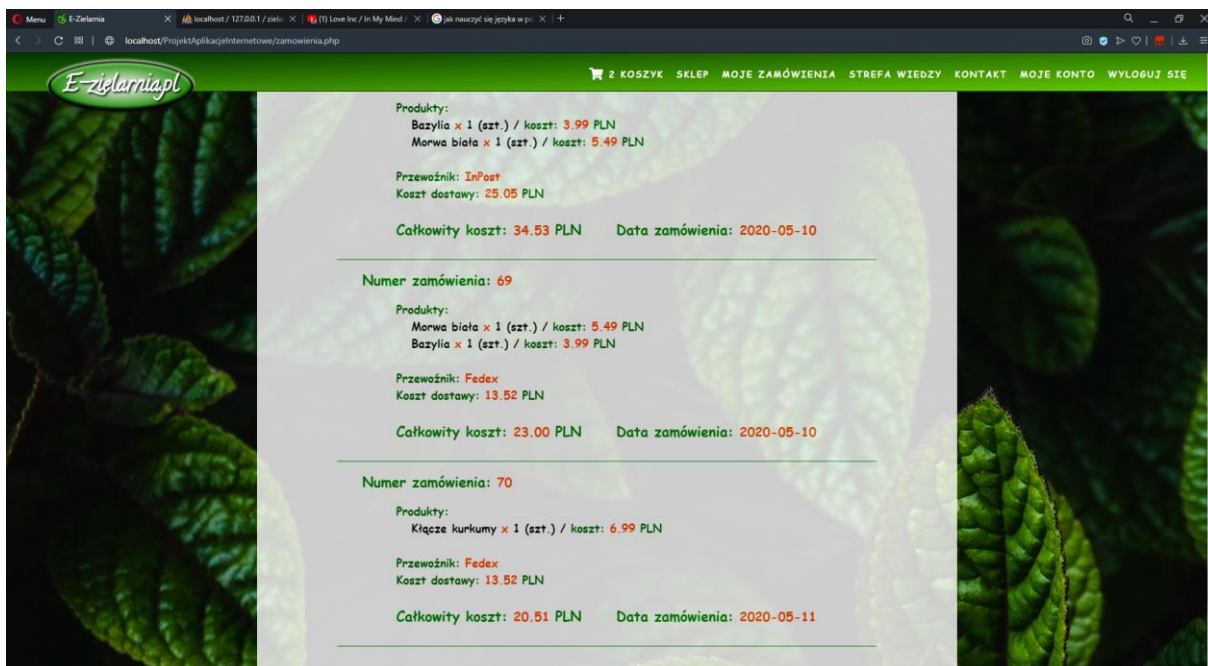 Menu
E-Zielarnia
localhost / 127.0.0.1 / ziela
(1) Love Inc / In My Mind /
jak nauczyć się języka w po
localhost/ProjektAplikacjeInternetowe/zamowienia.php
E-zielarnia.pl
2 KOSZYK SKLEP MOJE ZAMÓWIENIA STREFA WIEDZY KONTAKT MOJE KONTO WYLOGUJ SIĘ
Produkty:
Bazylia x 1 (szt.) / koszt: 3.99 PLN
Morwa biała x 1 (szt.) / koszt: 5.49 PLN
Przewoźnik: InPost
Koszt dostawy: 25.05 PLN
Całkowity koszt: 34.53 PLN Data zamówienia: 2020-05-10
Numer zamówienia: 69
Produkty:
Morwa biała x 1 (szt.) / koszt: 5.49 PLN
Bazylia x 1 (szt.) / koszt: 3.99 PLN
Przewoźnik: Fedex
Koszt dostawy: 13.52 PLN
Całkowity koszt: 23.00 PLN Data zamówienia: 2020-05-10
Numer zamówienia: 70
Produkty:
Kłącze kurkumy x 1 (szt.) / koszt: 6.99 PLN
Przewoźnik: Fedex
Koszt dostawy: 13.52 PLN
Całkowity koszt: 20.51 PLN Data zamówienia: 2020-05-11